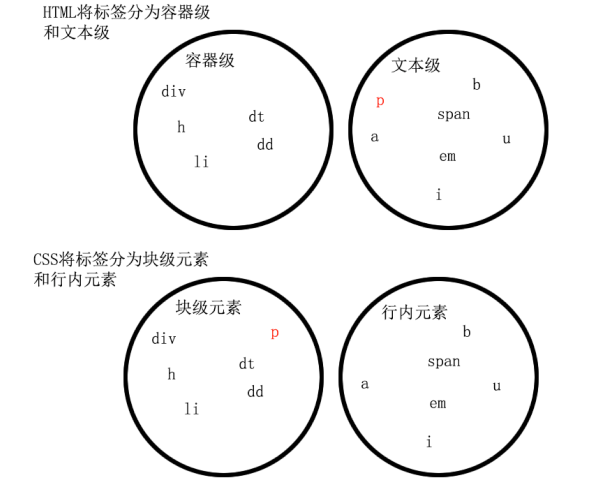 HTML将标签分为容器级
和文本级
容器级
div
h
dt
dd
li
文本级
b
p
span
a
u
em
i
CSS将标签分为块级元素
和行内元素
块级元素
p
div
dt
h
dd
li
行内元素
b
span
a
u
em
i